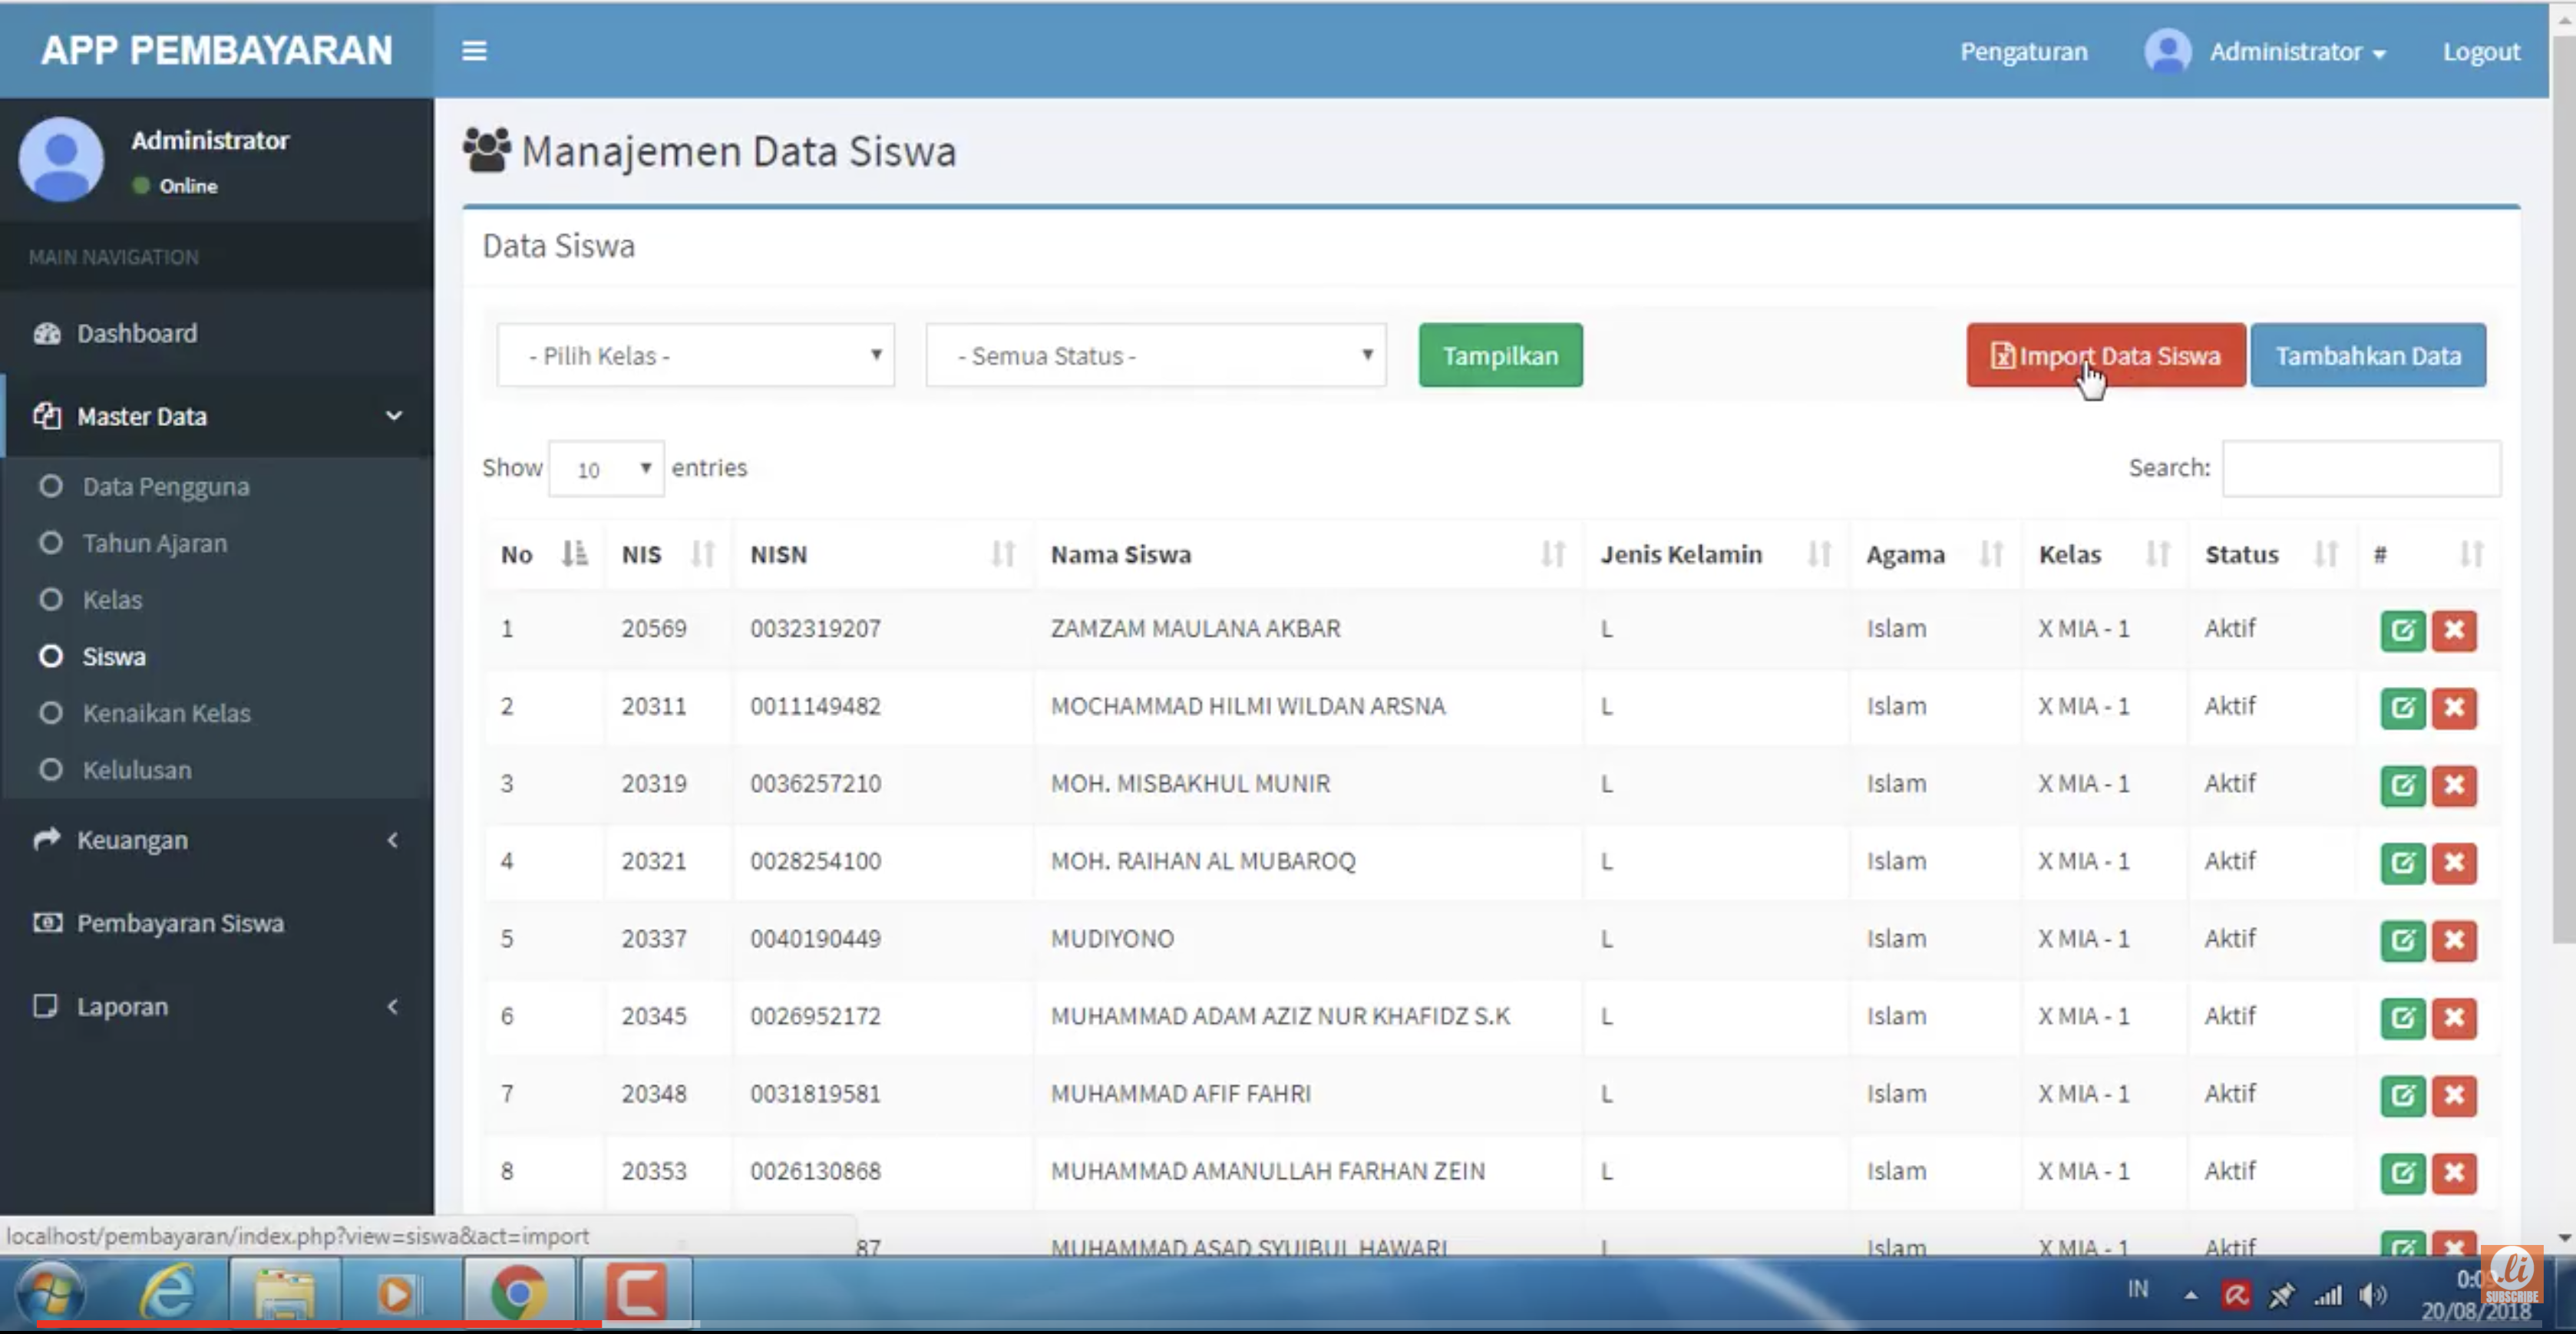 APP PEMBAYARAN
Pengaturan
Administrator
Logout
Administrator
Online
MAIN NAVIGATION
Dashboard
Master Data
Data Pengguna
Tahun Ajaran
Kelas
Siswa
Kenaikan Kelas
Kelulusan
Keuangan
Pembayaran Siswa
Laporan
Manajemen Data Siswa
Data Siswa
- Pilih Kelas - - Semua Status - Tampilkan Import Data Siswa Tambahkan Data
Show 10 entries Search:
No NIS NISN Nama Siswa Jenis Kelamin Agama Kelas Status #
1 20569 0032319207 ZAMZAM MAULANA AKBAR L Islam X MIA - 1 Aktif
2 20311 0011149482 MOCHAMMAD HILMI WILDAN ARSNA L Islam X MIA - 1 Aktif
3 20319 0036257210 MOH. MISBAKHUL MUNIR L Islam X MIA - 1 Aktif
4 20321 0028254100 MOH. RAIHAN AL MUBAROQ L Islam X MIA - 1 Aktif
5 20337 0040190449 MUDIYONO L Islam X MIA - 1 Aktif
6 20345 0026952172 MUHAMMAD ADAM AZIZ NUR KHAFIDZ S.K L Islam X MIA - 1 Aktif
7 20348 0031819581 MUHAMMAD AFIF FAHRI L Islam X MIA - 1 Aktif
8 20353 0026130868 MUHAMMAD AMANULLAH FARHAN ZEIN L Islam X MIA - 1 Aktif
87 MUHAMMAD ASAD SYUIBUL HAWARI L Islam X MIA - 1 Aktif
localhost/pembayaran/index.php?view=siswa&act=import
IN
li
SUBSCRIBE
20/08/2018